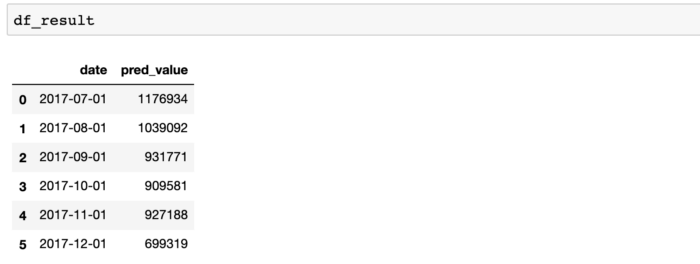 df_result
date pred_value
0 2017-07-01 1176934
1 2017-08-01 1039092
2 2017-09-01 931771
3 2017-10-01 909581
4 2017-11-01 927188
5 2017-12-01 699319